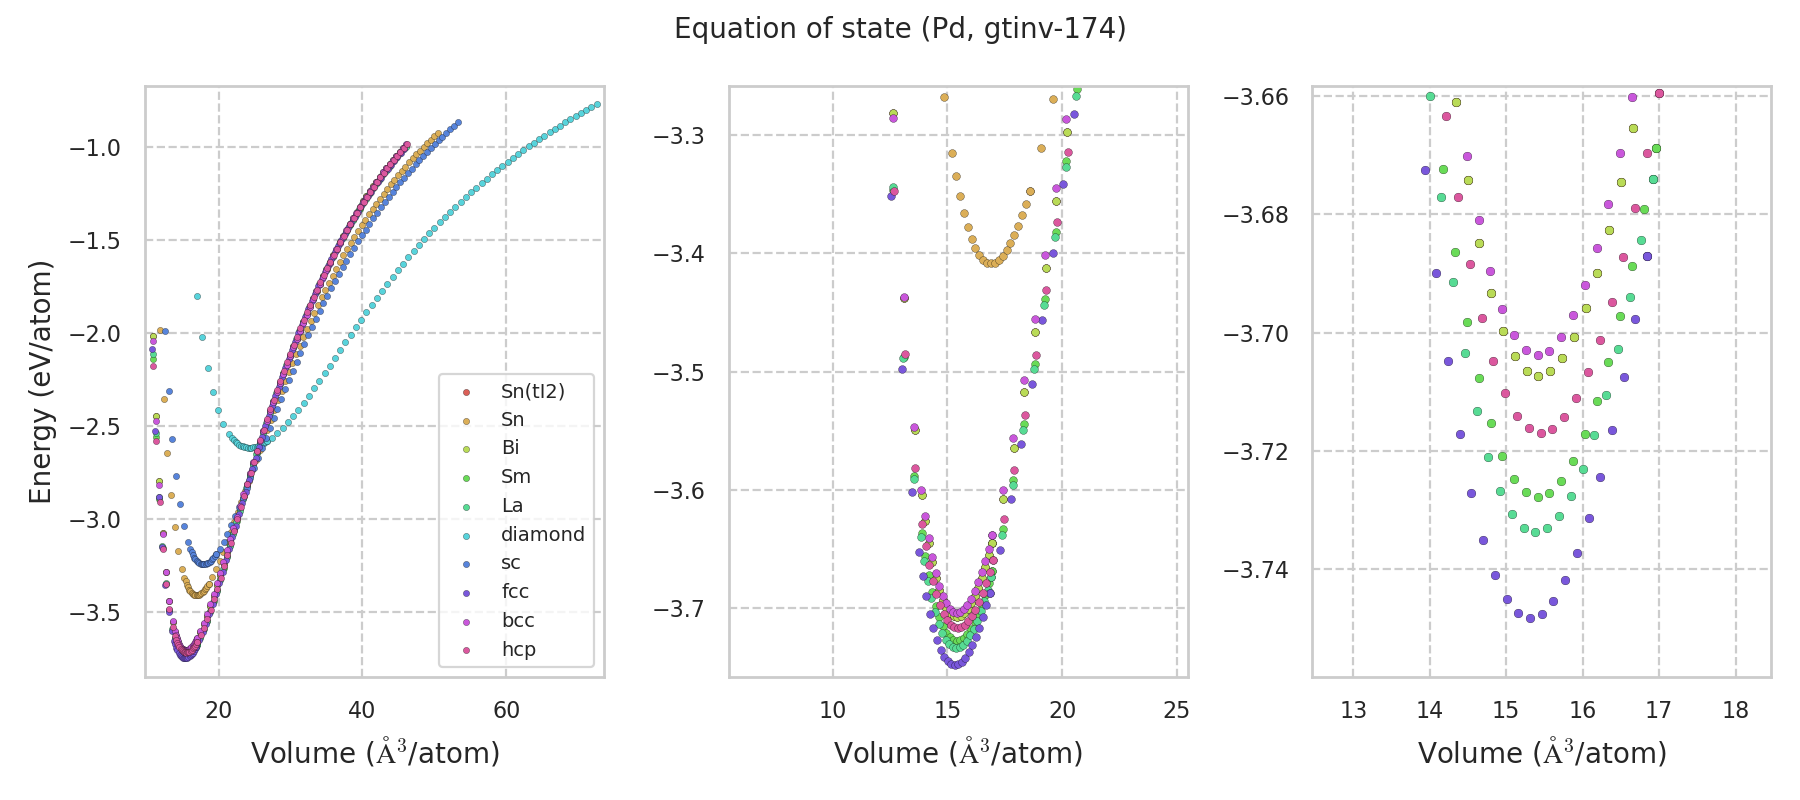 Equation of state (Pd, gtinv-174)
Energy (eV/atom)
−1.0
−1.5
−2.0
−2.5
−3.0
−3.5
20
40
60
Volume (Å³/atom)
Sn(tI2)
Sn
Bi
Sm
La
diamond
sc
fcc
bcc
hcp
−3.3
−3.4
−3.5
−3.6
−3.7
10
15
20
25
Volume (Å³/atom)
−3.66
−3.68
−3.70
−3.72
−3.74
13
14
15
16
17
18
Volume (Å³/atom)